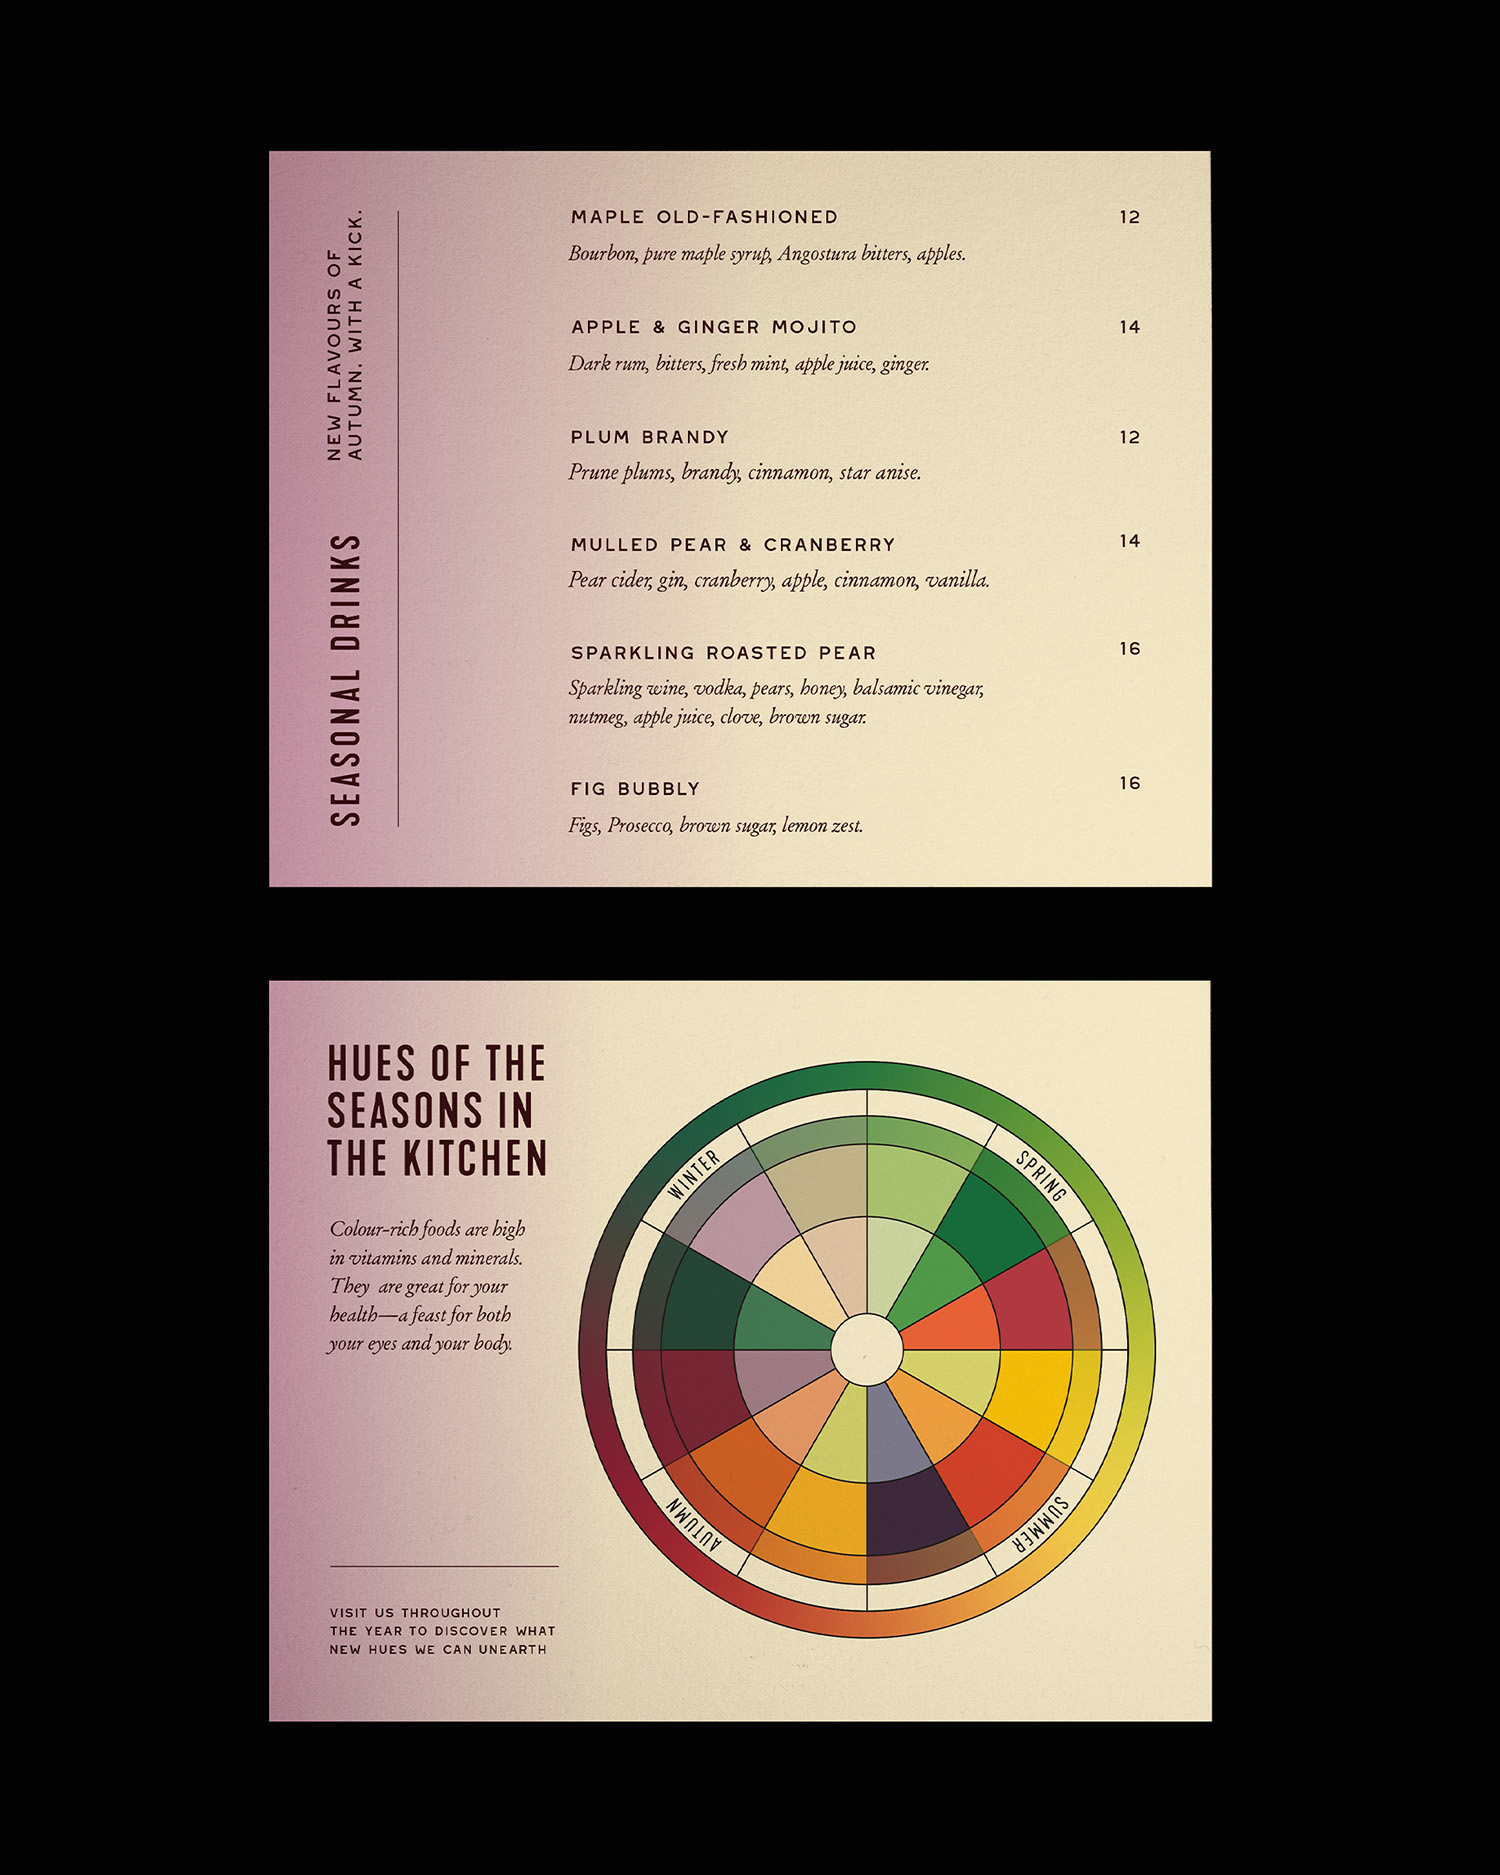 SEASONAL DRINKS
NEW FLAVOURS OF
AUTUMN. WITH A KICK.
MAPLE OLD-FASHIONED 12
Bourbon, pure maple syrup, Angostura bitters, apples.
APPLE & GINGER MOJITO 14
Dark rum, bitters, fresh mint, apple juice, ginger.
PLUM BRANDY 12
Prune plums, brandy, cinnamon, star anise.
MULLED PEAR & CRANBERRY 14
Pear cider, gin, cranberry, apple, cinnamon, vanilla.
SPARKLING ROASTED PEAR 16
Sparkling wine, vodka, pears, honey, balsamic vinegar,
nutmeg, apple juice, clove, brown sugar.
FIG BUBBLY 16
Figs, Prosecco, brown sugar, lemon zest.
HUES OF THE
SEASONS IN
THE KITCHEN
Colour-rich foods are high
in vitamins and minerals.
They are great for your
health—a feast for both
your eyes and your body.
VISIT US THROUGHOUT
THE YEAR TO DISCOVER WHAT
NEW HUES WE CAN UNEARTH
WINTER
SPRING
SUMMER
AUTUMN